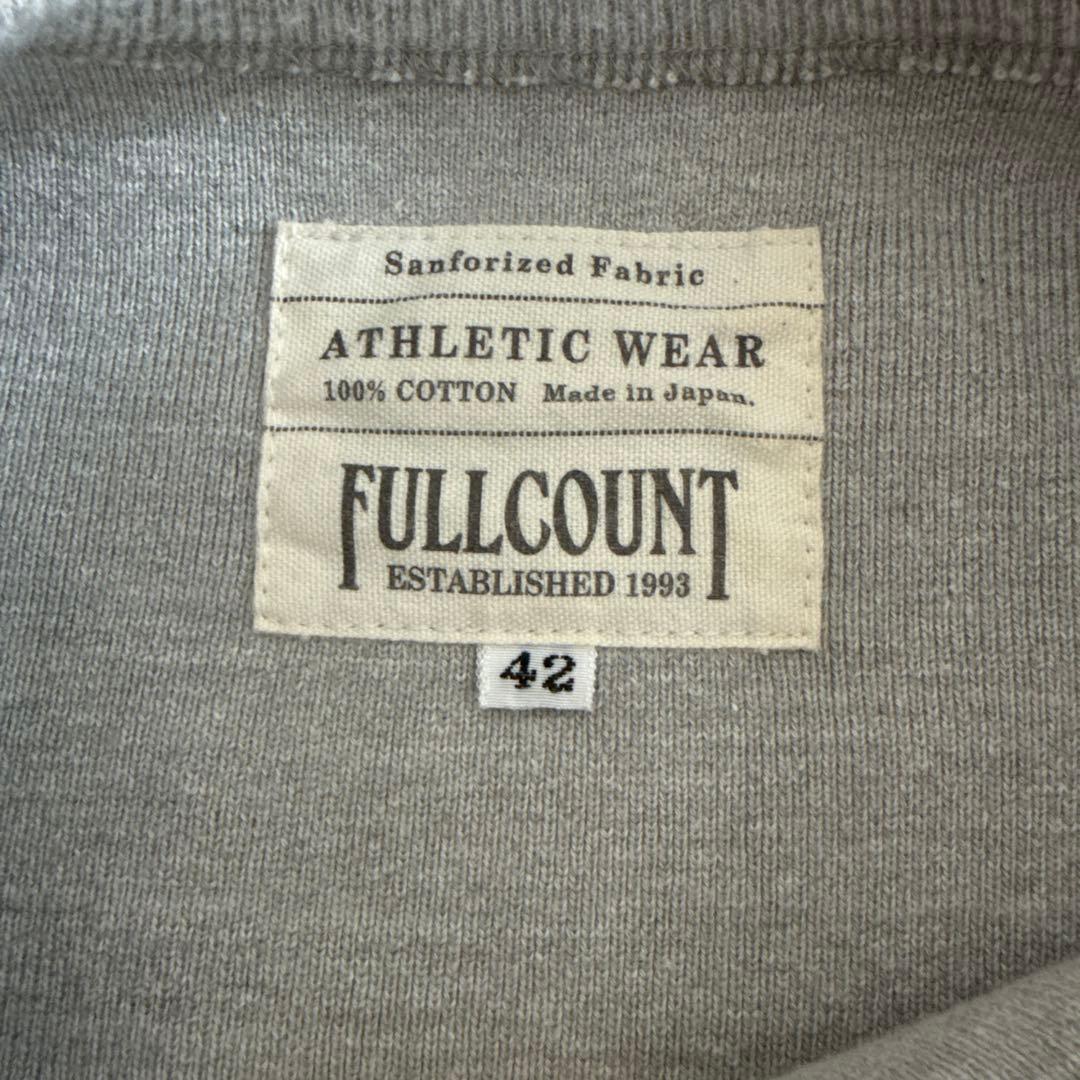 Sanforized Fabric
ATHLETIC WEAR
100% COTTON Made in Japan.
FULLCOUNT
ESTABLISHED 1993
42